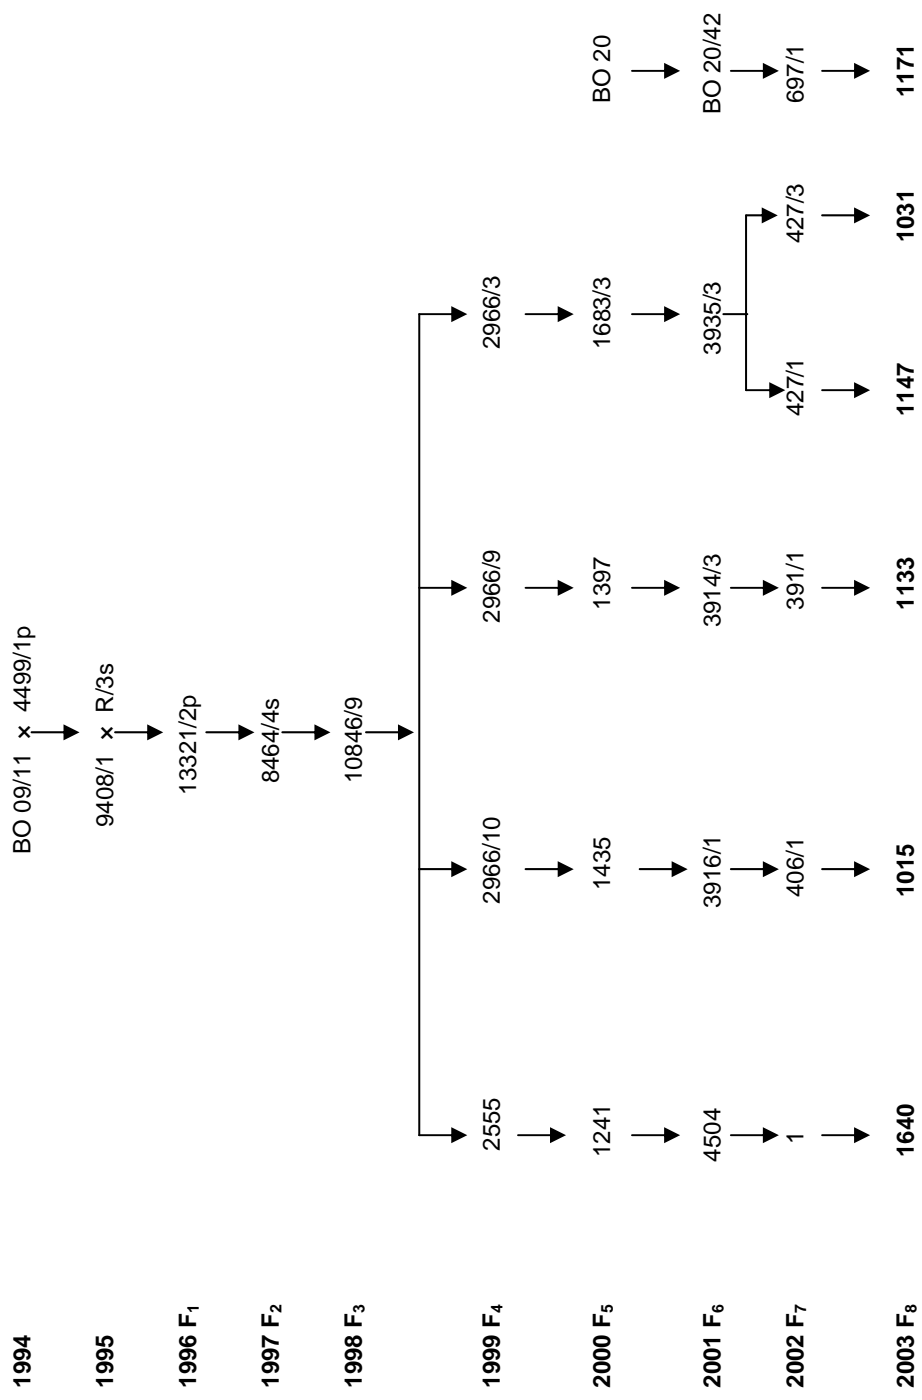 1994 BO 09/11 × 4499/1p
1995 9408/1 × R/3s
1996 F₁ 13321/2p
1997 F₂ 8464/4s
1998 F₃ 10846/9
1999 F₄ 2555 2966/10 2966/9 2966/3
2000 F₅ 1241 1435 1397 1683/3 BO 20
2001 F₆ 4504 3916/1 3914/3 3935/3 BO 20/42
2002 F₇ 1 406/1 391/1 427/1 427/3 697/1
2003 F₈ 1640 1015 1133 1147 1031 1171